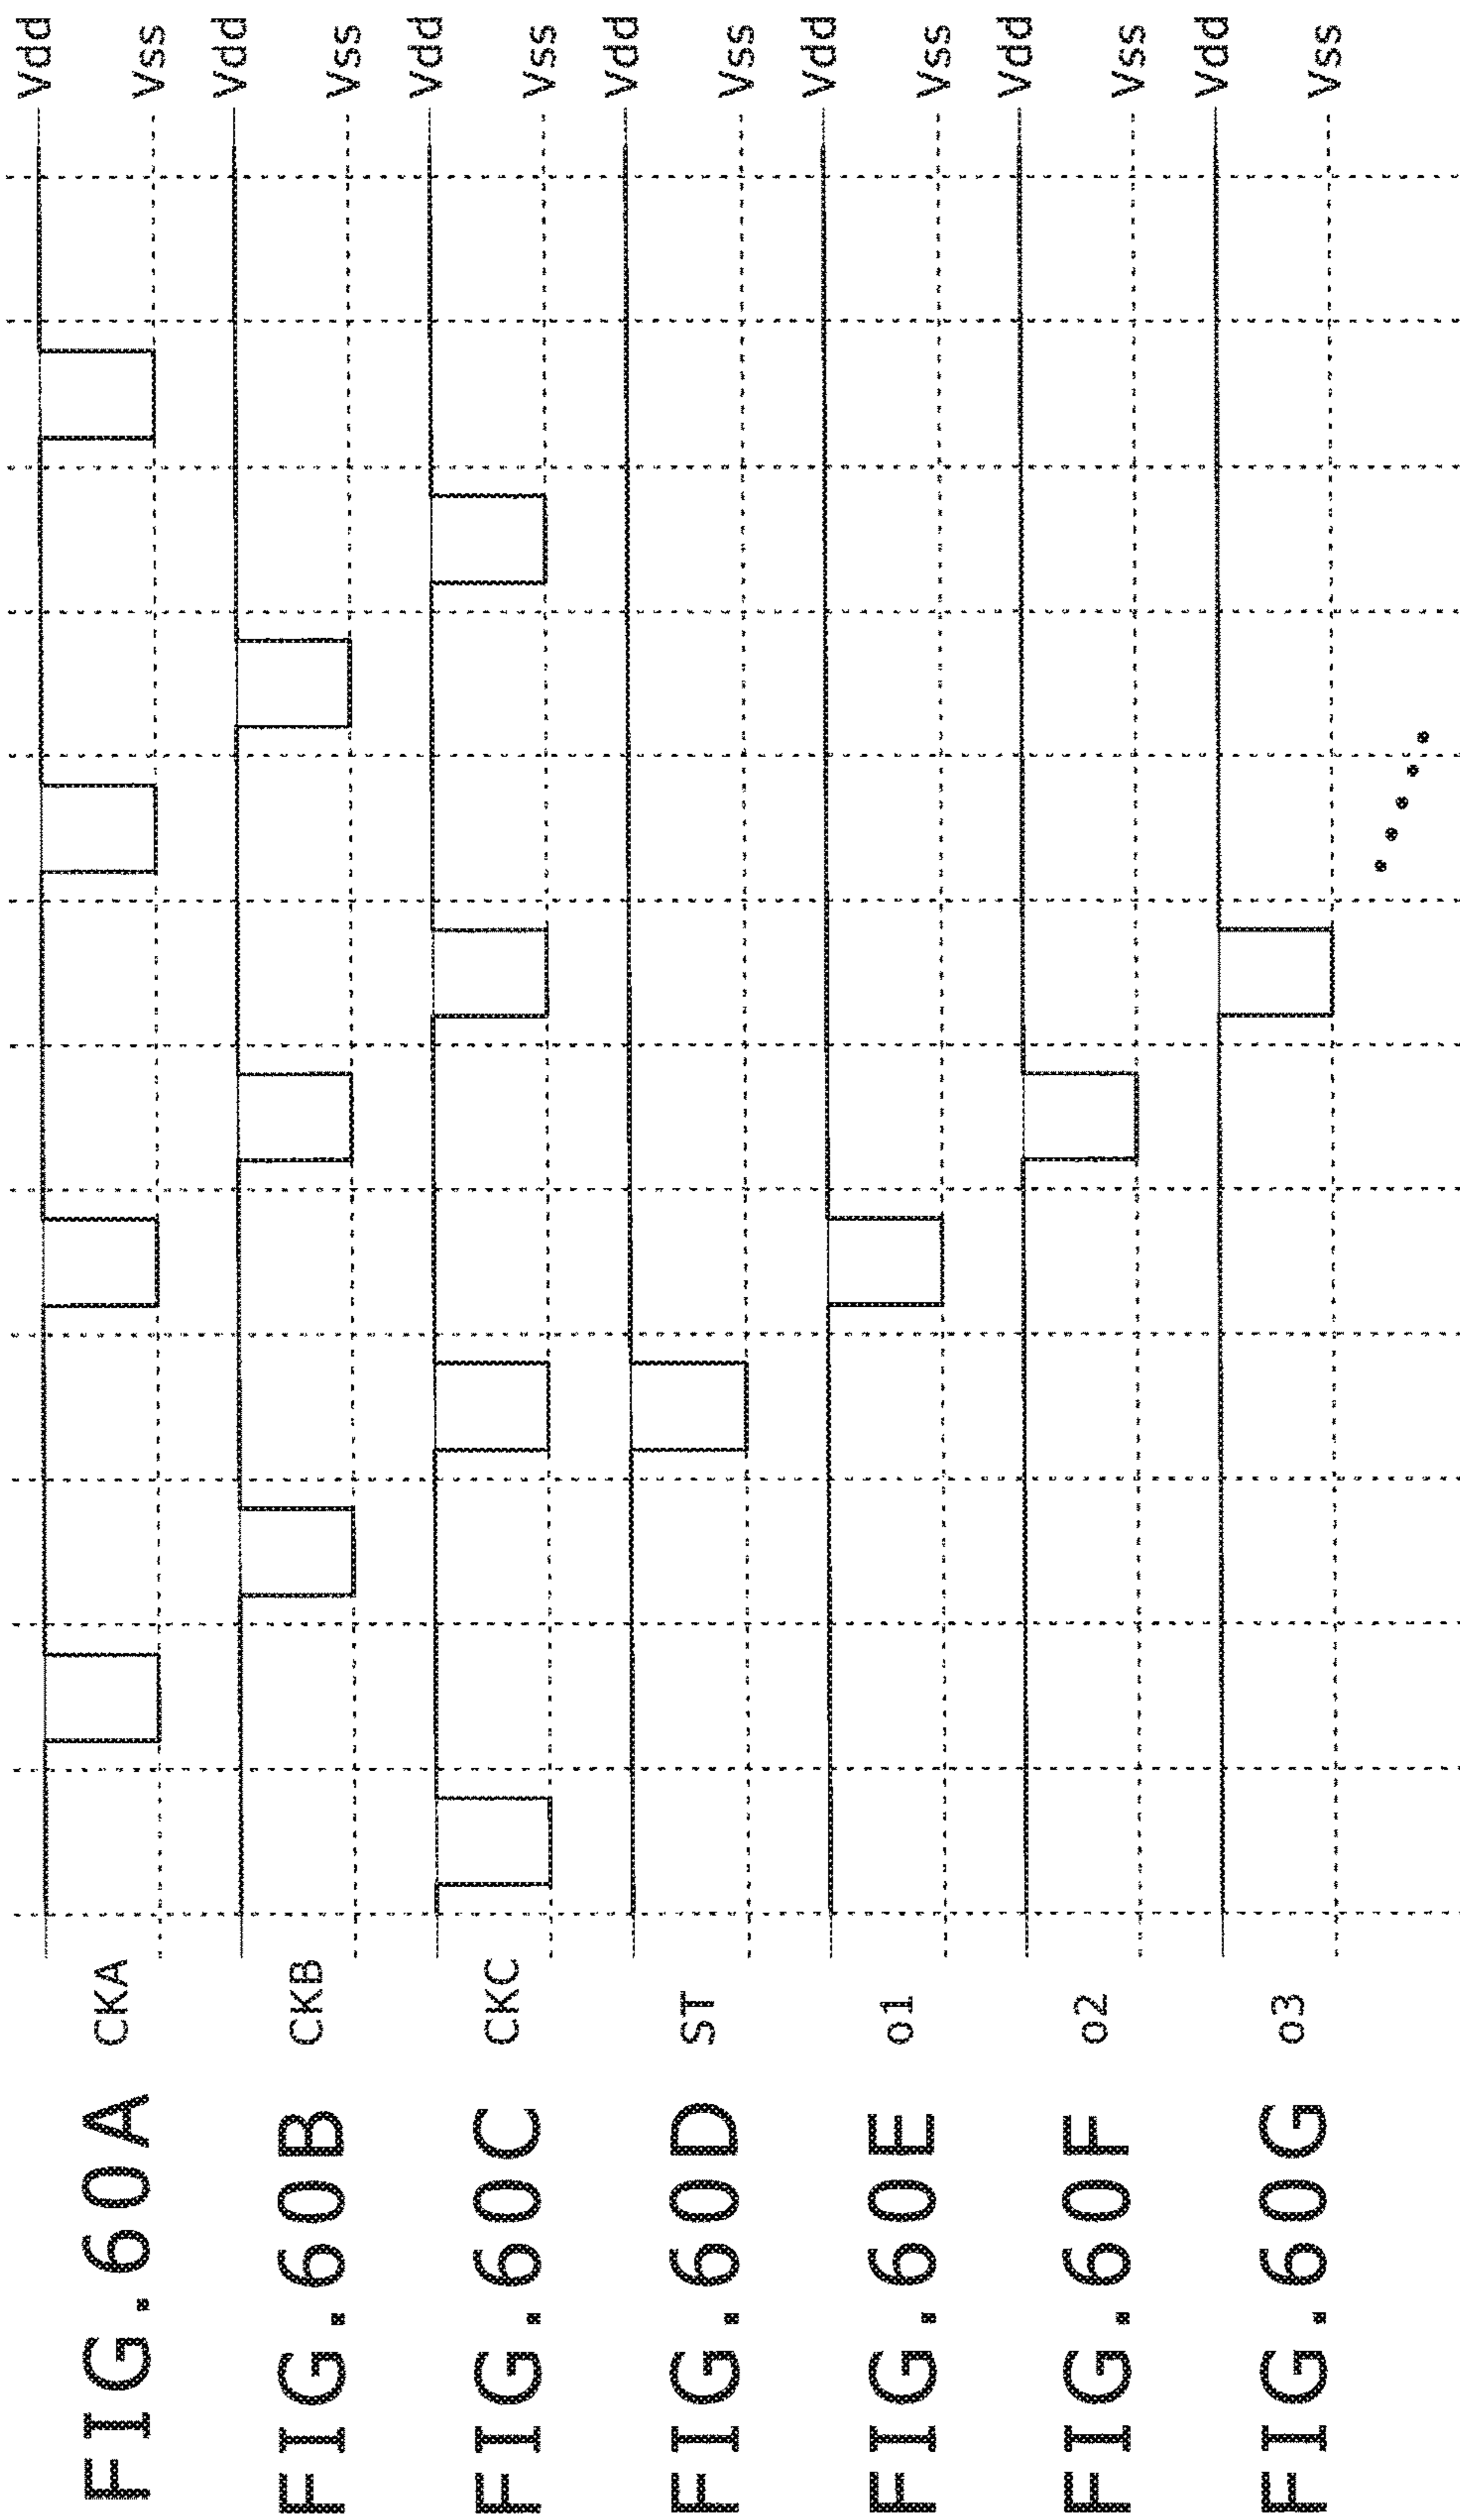 FIG.60A CKA Vdd Vss
FIG.60B CKB Vdd Vss
FIG.60C CKC Vdd Vss
FIG.60D ST Vdd Vss
FIG.60E o1 Vdd Vss
FIG.60F o2 Vdd Vss
FIG.60G o3 Vdd Vss